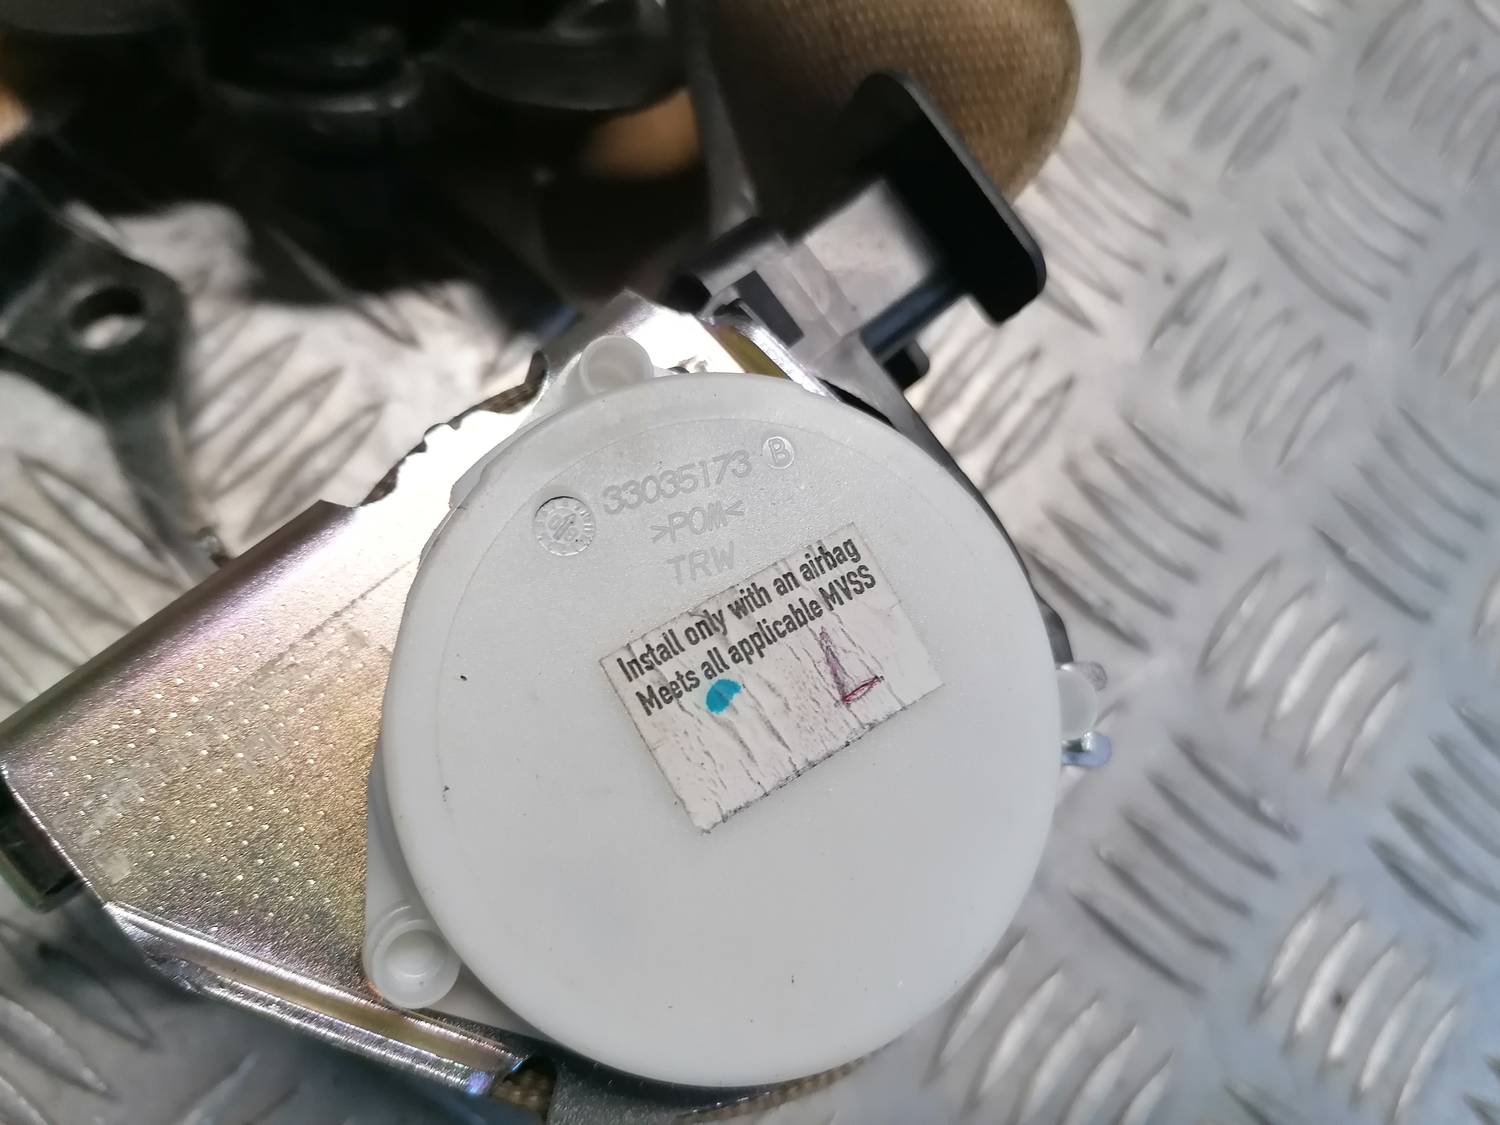 33035173 B
>POM<
TRW
Install only with an airbag
Meets all applicable MVSS
L